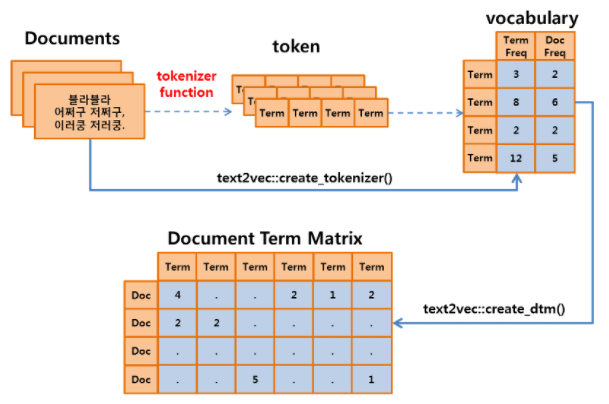 Documents
token
vocabulary
tokenizer
function
블라블라
어쩌구 저쩌구,
이러쿵 저러쿵.
Term Term Term Term
Term Freq Doc Freq
Term 3 2
Term 8 6
Term 2 2
Term 12 5
text2vec::create_tokenizer()
Document Term Matrix
Term Term Term Term Term Term
Doc 4 . . 2 1 2
Doc 2 2 . . . .
Doc . . . . . .
Doc . . 5 . . 1
text2vec::create_dtm()